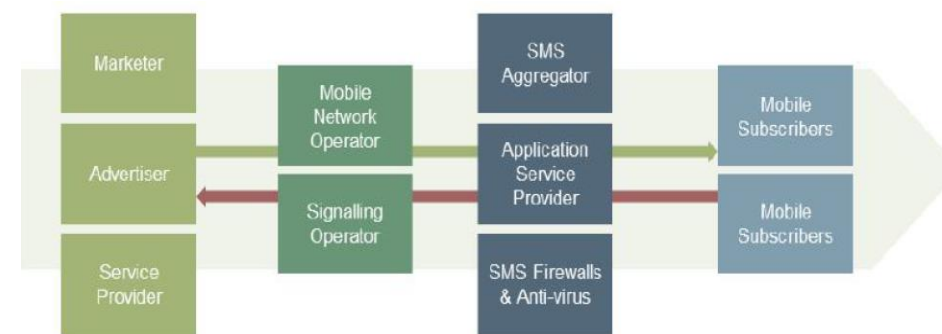 Marketer
Advertiser
Service
Provider
Mobile
Network
Operator
Signalling
Operator
SMS
Aggregator
Application
Service
Provider
SMS Firewalls
& Anti-virus
Mobile
Subscribors
Mobile
Subscribors